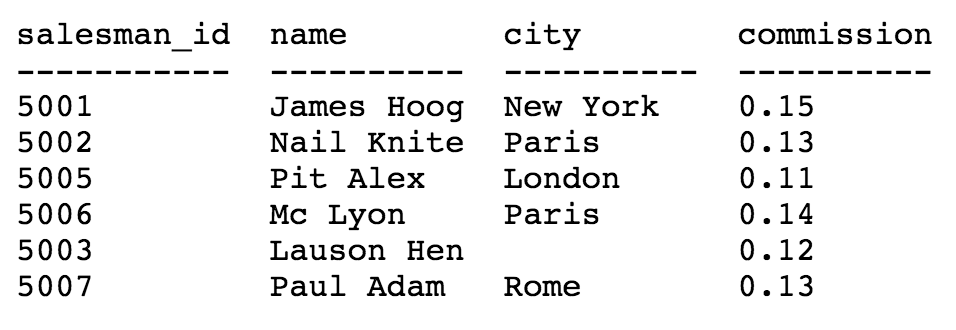 salesman_id  name        city        commission
-----------  ----------  ----------  ----------
5001         James Hoog  New York    0.15
5002         Nail Knite  Paris       0.13
5005         Pit Alex    London      0.11
5006         Mc Lyon     Paris       0.14
5003         Lauson Hen              0.12
5007         Paul Adam   Rome        0.13